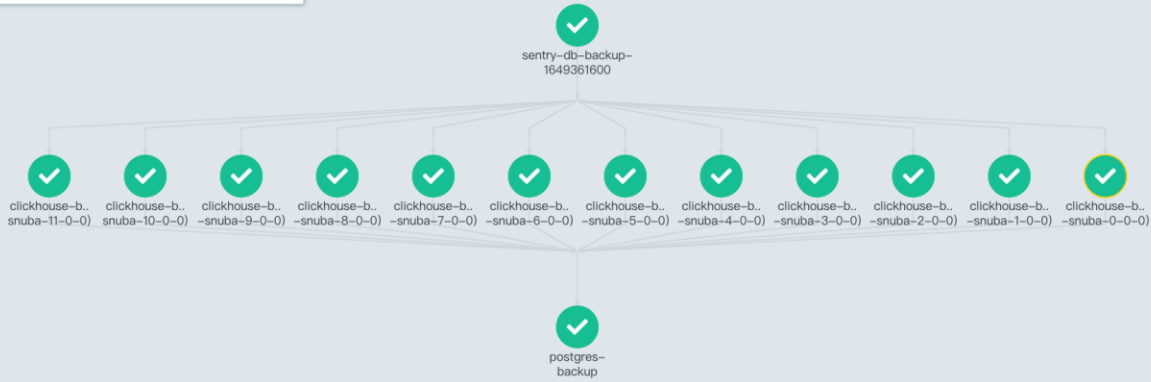 sentry-db-backup-
1649361600
clickhouse-b..
snuba-11-0-0)
clickhouse-b..
snuba-10-0-0)
clickhouse-b..
-snuba-9-0-0)
clickhouse-b..
-snuba-8-0-0)
clickhouse-b..
-snuba-7-0-0)
clickhouse-b..
-snuba-6-0-0)
clickhouse-b..
-snuba-5-0-0)
clickhouse-b..
-snuba-4-0-0)
clickhouse-b..
-snuba-3-0-0)
clickhouse-b..
-snuba-2-0-0)
clickhouse-b..
-snuba-1-0-0)
clickhouse-b..
-snuba-0-0-0)
postgres-
backup